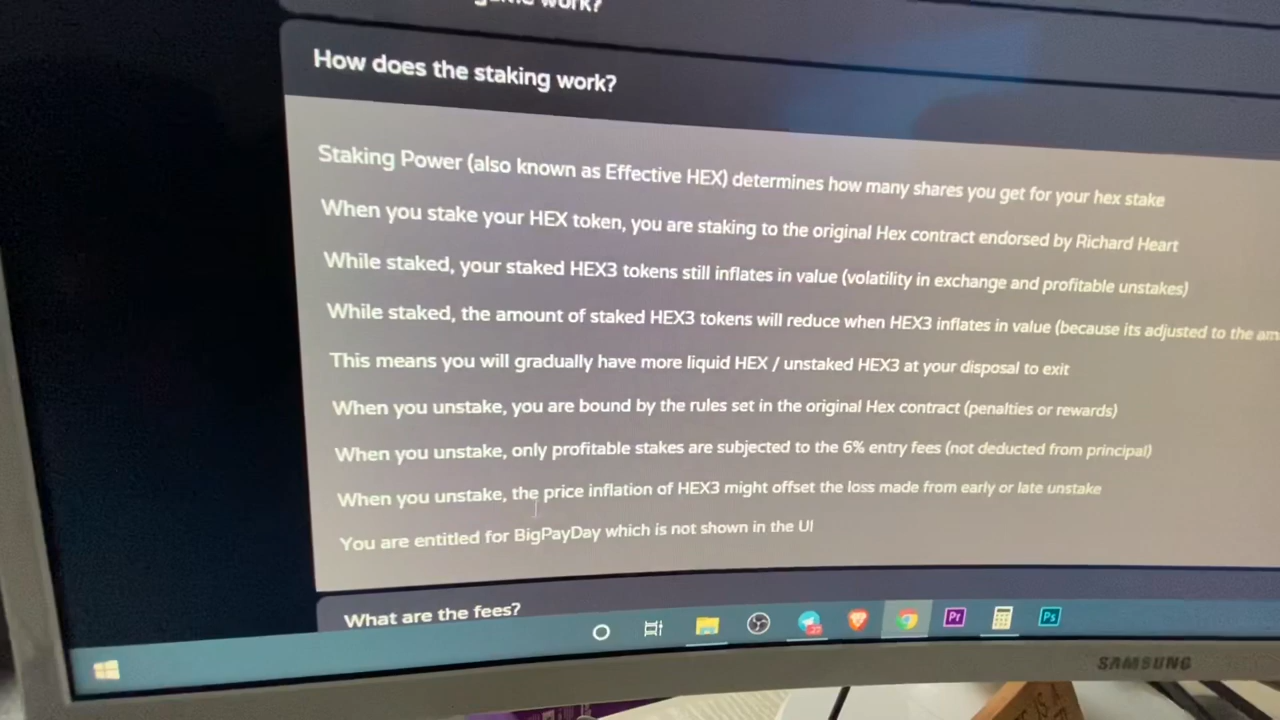 game work?
How does the staking work?
Staking Power (also known as Effective HEX) determines how many shares you get for your hex stake
When you stake your HEX token, you are staking to the original Hex contract endorsed by Richard Heart
While staked, your staked HEX3 tokens still inflates in value (volatility in exchange and profitable unstakes)
While staked, the amount of staked HEX3 tokens will reduce when HEX3 inflates in value (because its adjusted to the
This means you will gradually have more liquid HEX / unstaked HEX3 at your disposal to exit
When you unstake, you are bound by the rules set in the original Hex contract (penalties or rewards)
When you unstake, only profitable stakes are subjected to the 6% entry fees (not deducted from principal)
When you unstake, the price inflation of HEX3 might offset the loss made from early or late unstake
You are entitled for BigPayDay which is not shown in the UI
What are the fees?
Pr
Ps
SAMSUNG